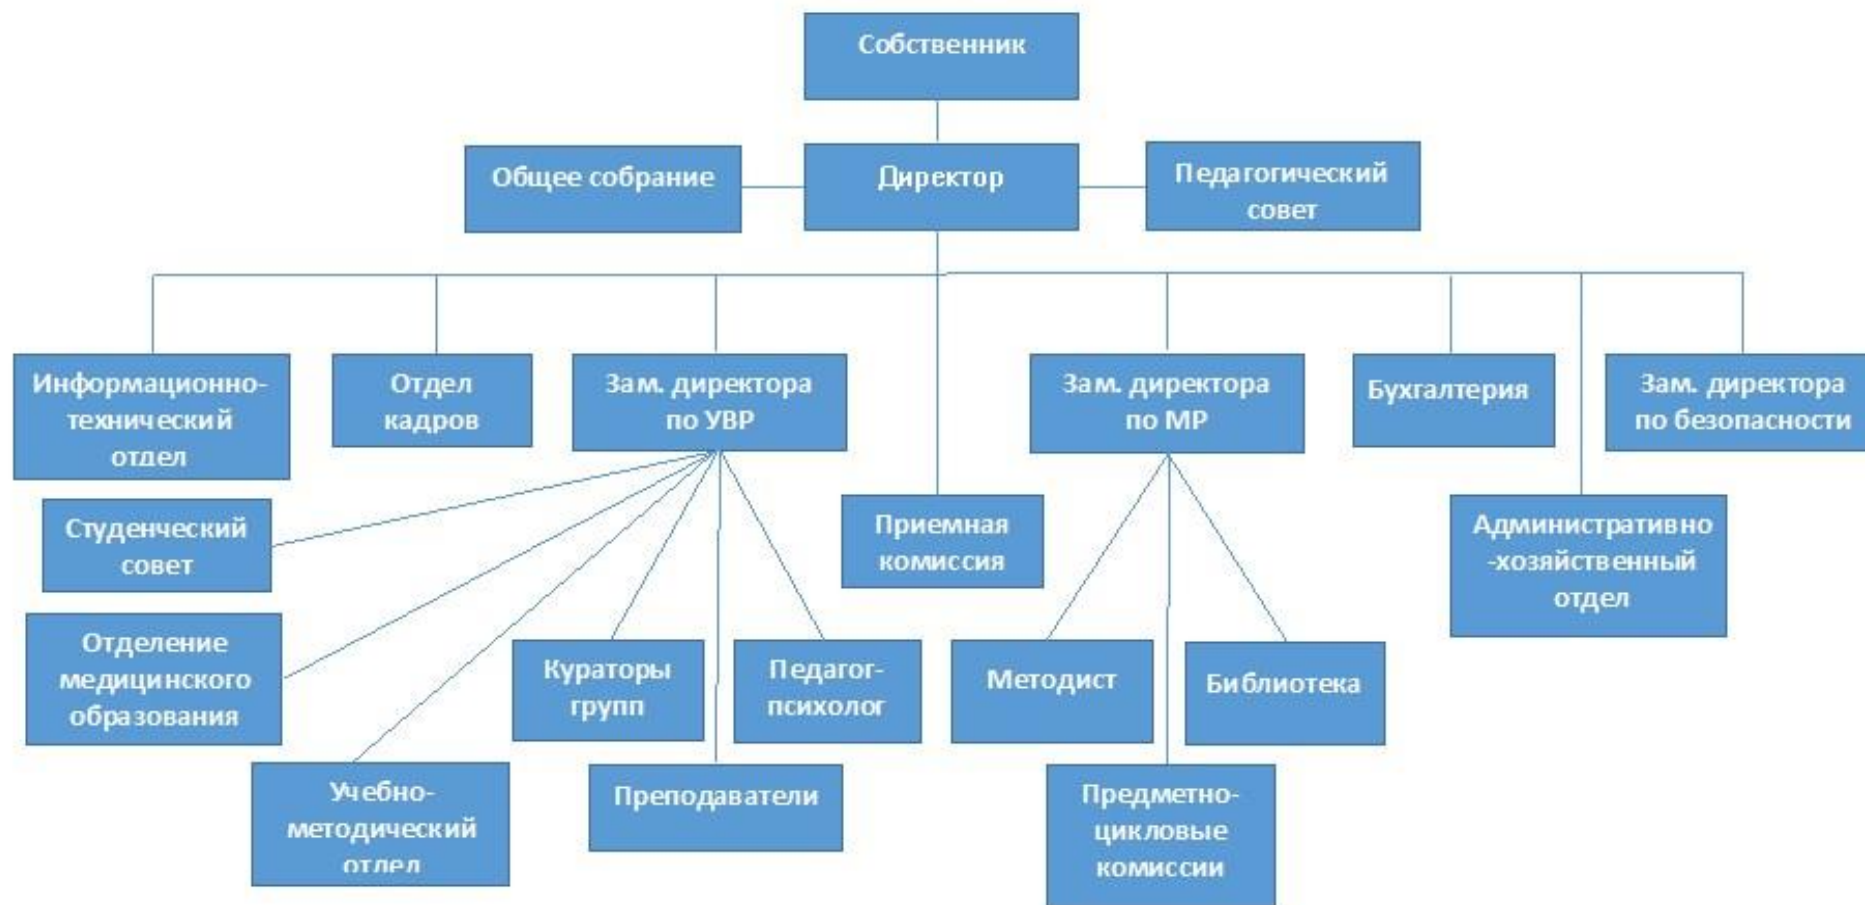 Собственник
Общее собрание
Директор
Педагогический
совет
Информационно-
технический
отдел
Отдел
кадров
Зам. директора
по УВР
Зам. директора
по МР
Бухгалтерия
Зам. директора
по безопасности
Студенческий
совет
Приемная
комиссия
Административно
-хозяйственный
отдел
Отделение
медицинского
образования
Кураторы
групп
Педагог-
психолог
Методист
Библиотека
Учебно-
методический
отдел
Преподаватели
Предметно-
цикловые
комиссии